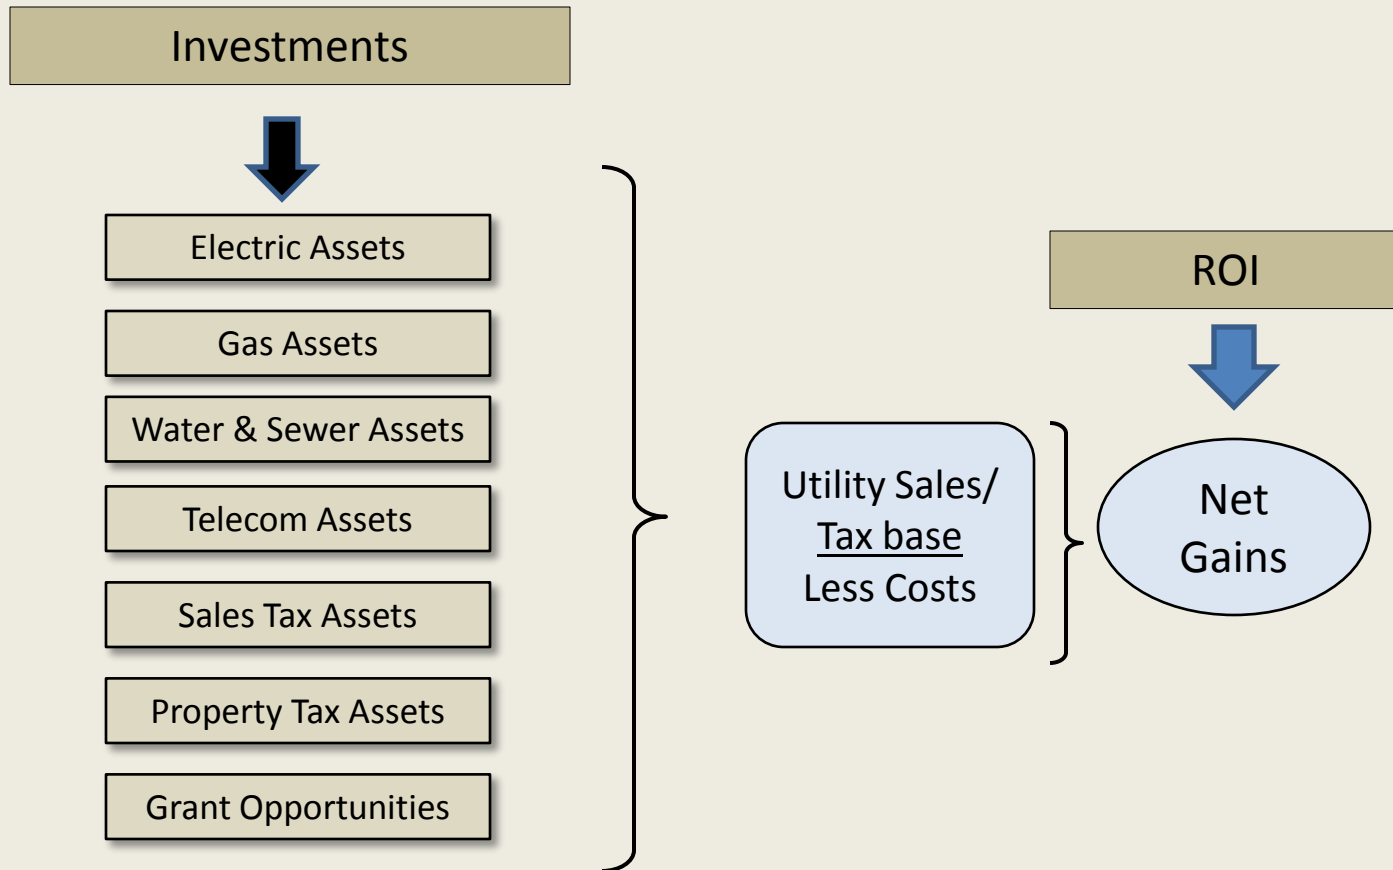 Investments
Electric Assets
Gas Assets
Water & Sewer Assets
Telecom Assets
Sales Tax Assets
Property Tax Assets
Grant Opportunities
Utility Sales/
Tax base
Less Costs
ROI
Net
Gains